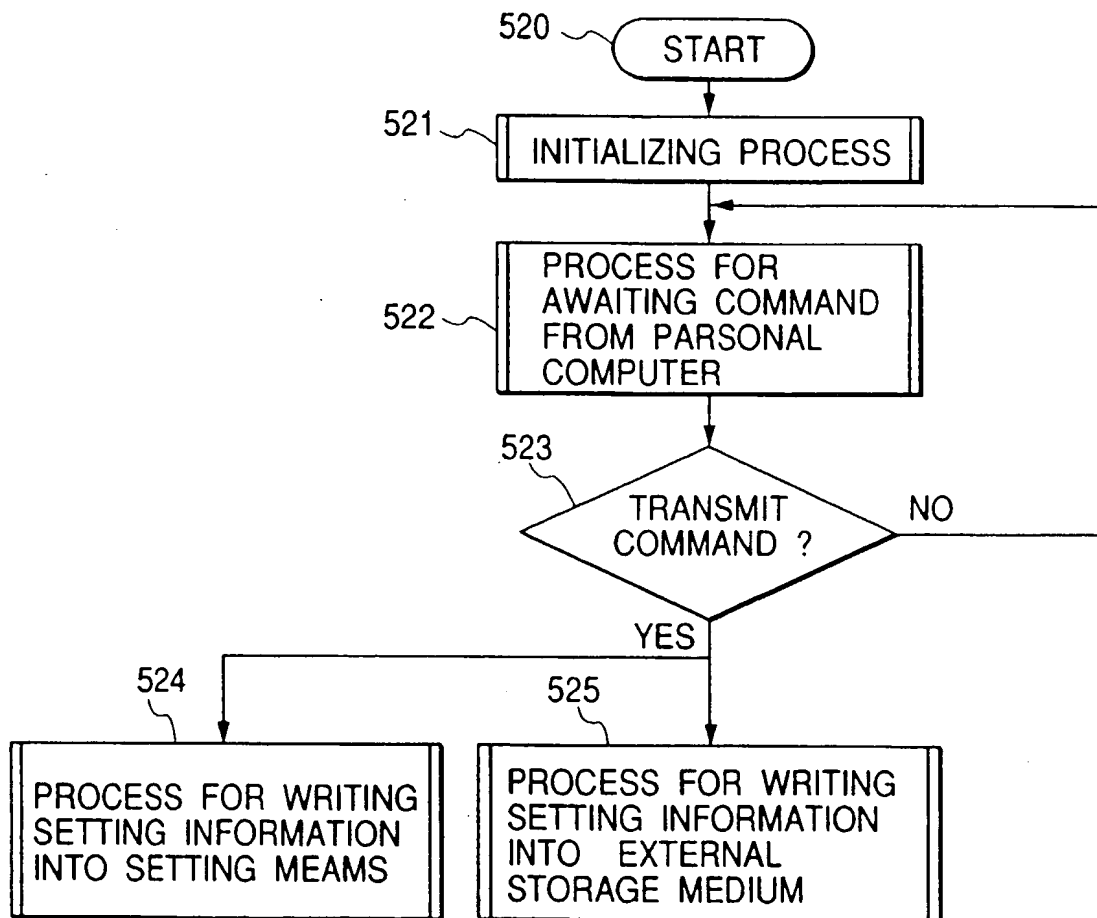 520
START
521
INITIALIZING PROCESS
522
PROCESS FOR
AWAITING COMMAND
FROM PARSONAL
COMPUTER
523
TRANSMIT
COMMAND ?
NO
YES
524
PROCESS FOR WRITING
SETTING INFORMATION
INTO SETTING MEAMS
525
PROCESS FOR WRITING
SETTING INFORMATION
INTO EXTERNAL
STORAGE MEDIUM